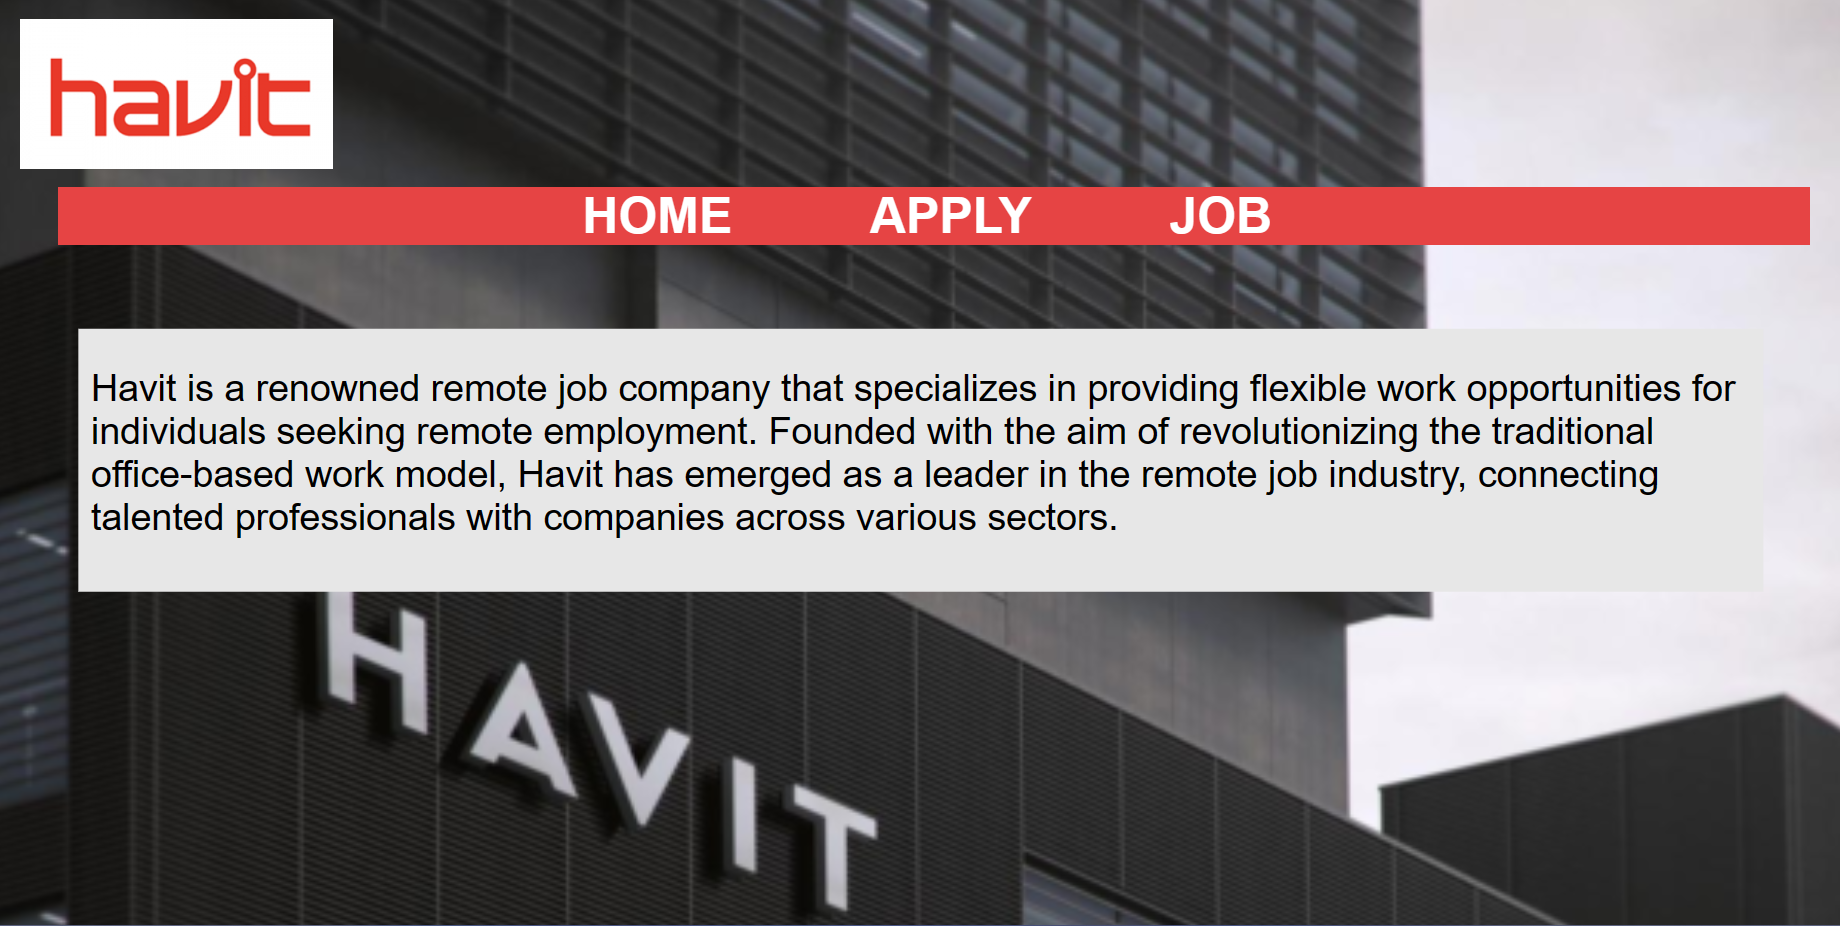 havit
HOME APPLY JOB
Havit is a renowned remote job company that specializes in providing flexible work opportunities for
individuals seeking remote employment. Founded with the aim of revolutionizing the traditional
office-based work model, Havit has emerged as a leader in the remote job industry, connecting
talented professionals with companies across various sectors.
HAVIT